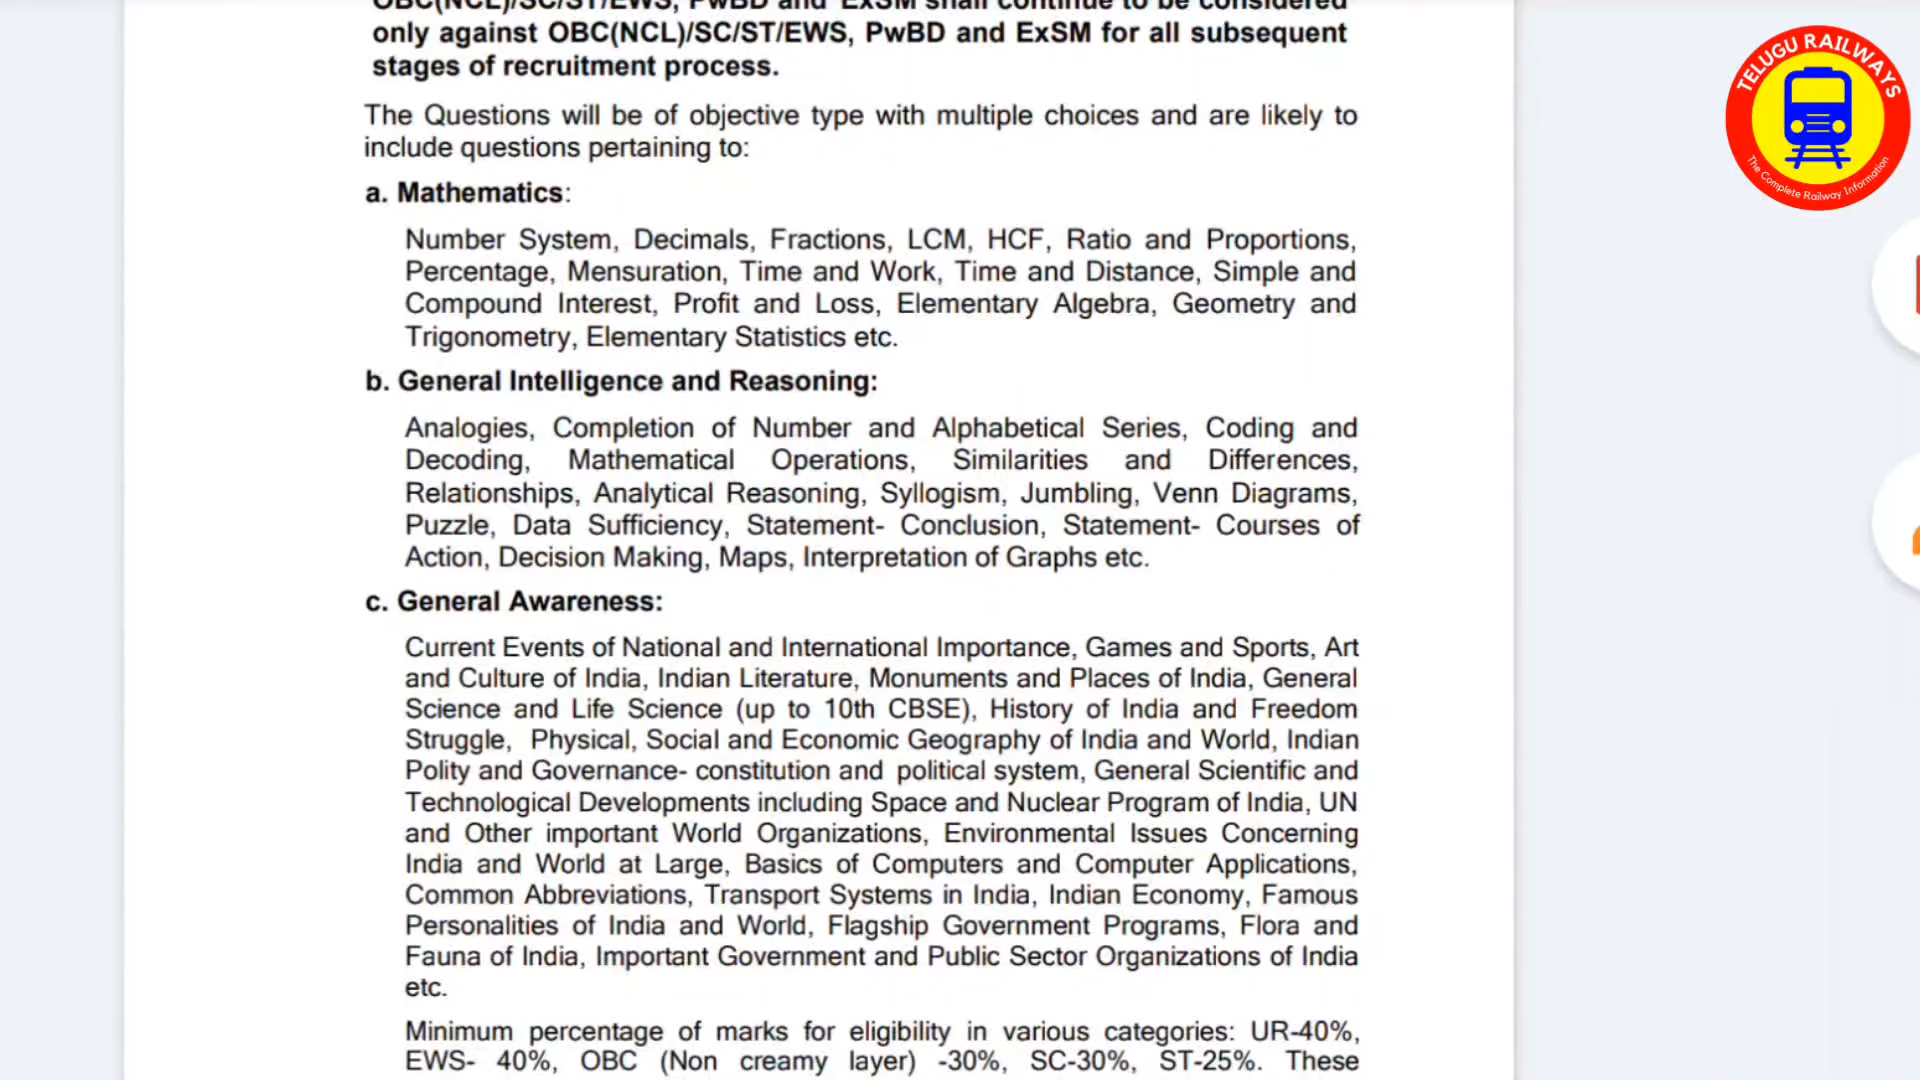 OBC(NCL)/SC/ST/EWS, PwBD and ExSM shall continue to be considered
only against OBC(NCL)/SC/ST/EWS, PwBD and ExSM for all subsequent
stages of recruitment process.
The Questions will be of objective type with multiple choices and are likely to
include questions pertaining to:
a. Mathematics:
Number System, Decimals, Fractions, LCM, HCF, Ratio and Proportions,
Percentage, Mensuration, Time and Work, Time and Distance, Simple and
Compound Interest, Profit and Loss, Elementary Algebra, Geometry and
Trigonometry, Elementary Statistics etc.
b. General Intelligence and Reasoning:
Analogies, Completion of Number and Alphabetical Series, Coding and
Decoding, Mathematical Operations, Similarities and Differences,
Relationships, Analytical Reasoning, Syllogism, Jumbling, Venn Diagrams,
Puzzle, Data Sufficiency, Statement- Conclusion, Statement- Courses of
Action, Decision Making, Maps, Interpretation of Graphs etc.
c. General Awareness:
Current Events of National and International Importance, Games and Sports, Art
and Culture of India, Indian Literature, Monuments and Places of India, General
Science and Life Science (up to 10th CBSE), History of India and Freedom
Struggle, Physical, Social and Economic Geography of India and World, Indian
Polity and Governance- constitution and political system, General Scientific and
Technological Developments including Space and Nuclear Program of India, UN
and Other important World Organizations, Environmental Issues Concerning
India and World at Large, Basics of Computers and Computer Applications,
Common Abbreviations, Transport Systems in India, Indian Economy, Famous
Personalities of India and World, Flagship Government Programs, Flora and
Fauna of India, Important Government and Public Sector Organizations of India
etc.
Minimum percentage of marks for eligibility in various categories: UR-40%,
EWS- 40%, OBC (Non creamy layer) -30%, SC-30%, ST-25%. These
TELUGU RAILWAYS
The Complete Railway Information